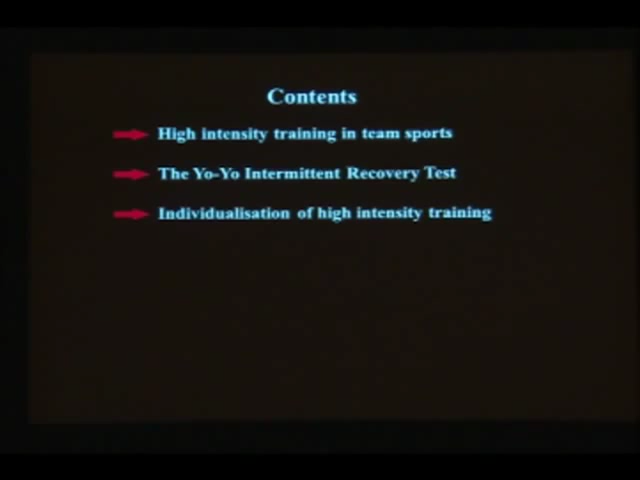 Contents
High intensity training in team sports
The Yo-Yo Intermittent Recovery Test
Individualisation of high intensity training